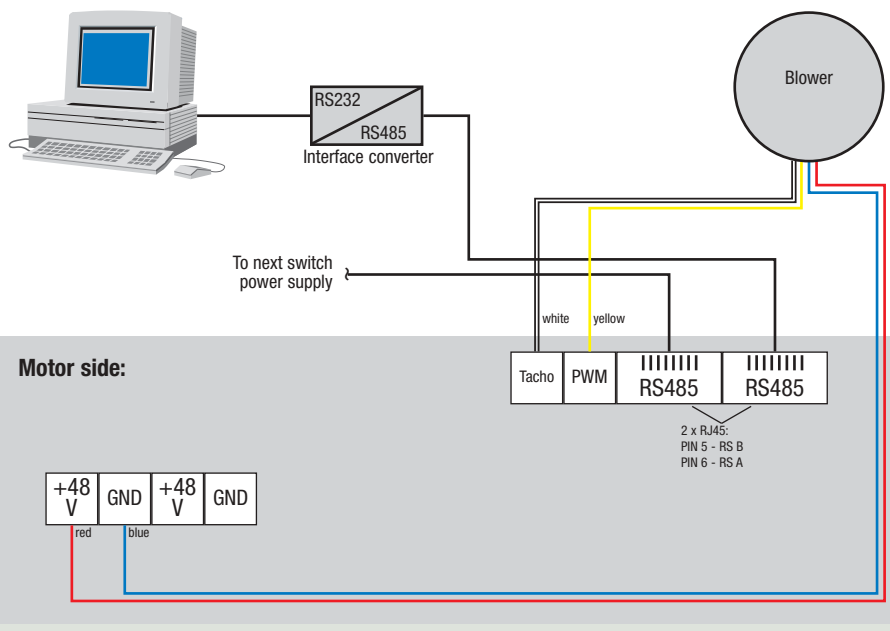 Blower
RS232
RS485
Interface converter
To next switch
power supply
white
yellow
Motor side:
Tacho
PWM
RS485
RS485
2 x RJ45:
PIN 5 - RS B
PIN 6 - RS A
+48
V
GND
+48
V
GND
red
blue